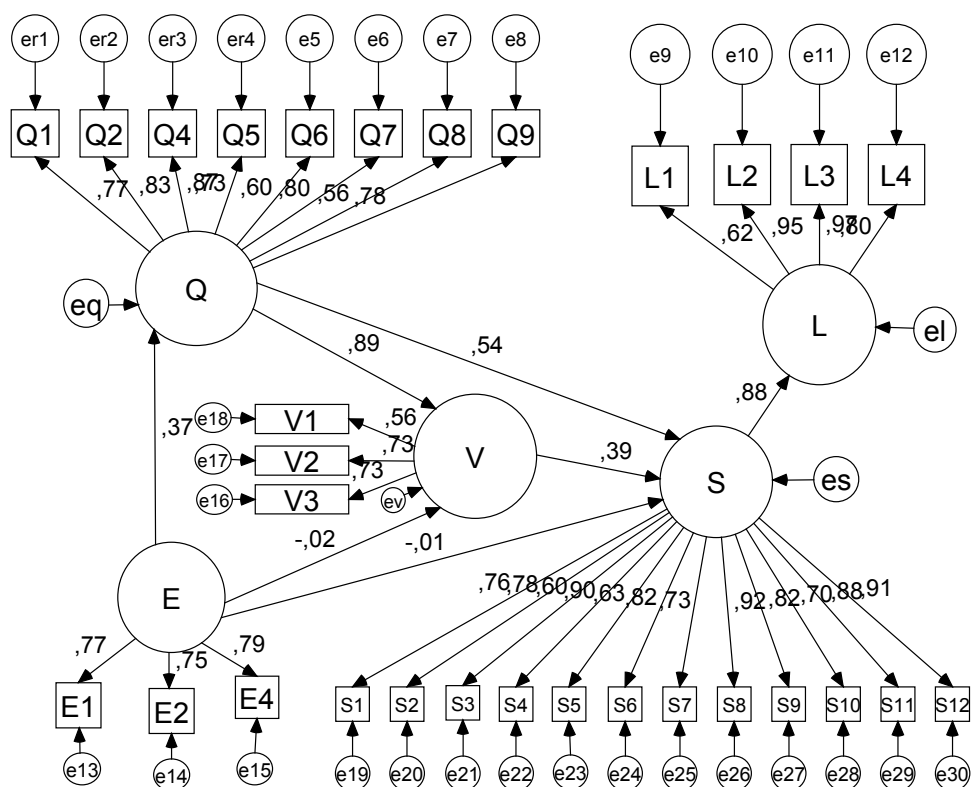 er1 er2 er3 er4 e5 e6 e7 e8
e9 e10 e11 e12
Q1 Q2 Q4 Q5 Q6 Q7 Q8 Q9
L1 L2 L3 L4
,77 ,83 ,87 ,73 ,60 ,80 ,56 ,78
,62 ,95 ,97 ,80
Q
eq
L
el
,89 ,54
,88
,37
e18 V1 ,56
e17 V2 ,73
e16 V3 ,73
ev
V
,39
S
es
-,02 -,01
E
,77 ,75 ,79
,76 ,78 ,60 ,90 ,63 ,82 ,73 ,92 ,82 ,70 ,88 ,91
E1 E2 E4
S1 S2 S3 S4 S5 S6 S7 S8 S9 S10 S11 S12
e13 e14 e15
e19 e20 e21 e22 e23 e24 e25 e26 e27 e28 e29 e30